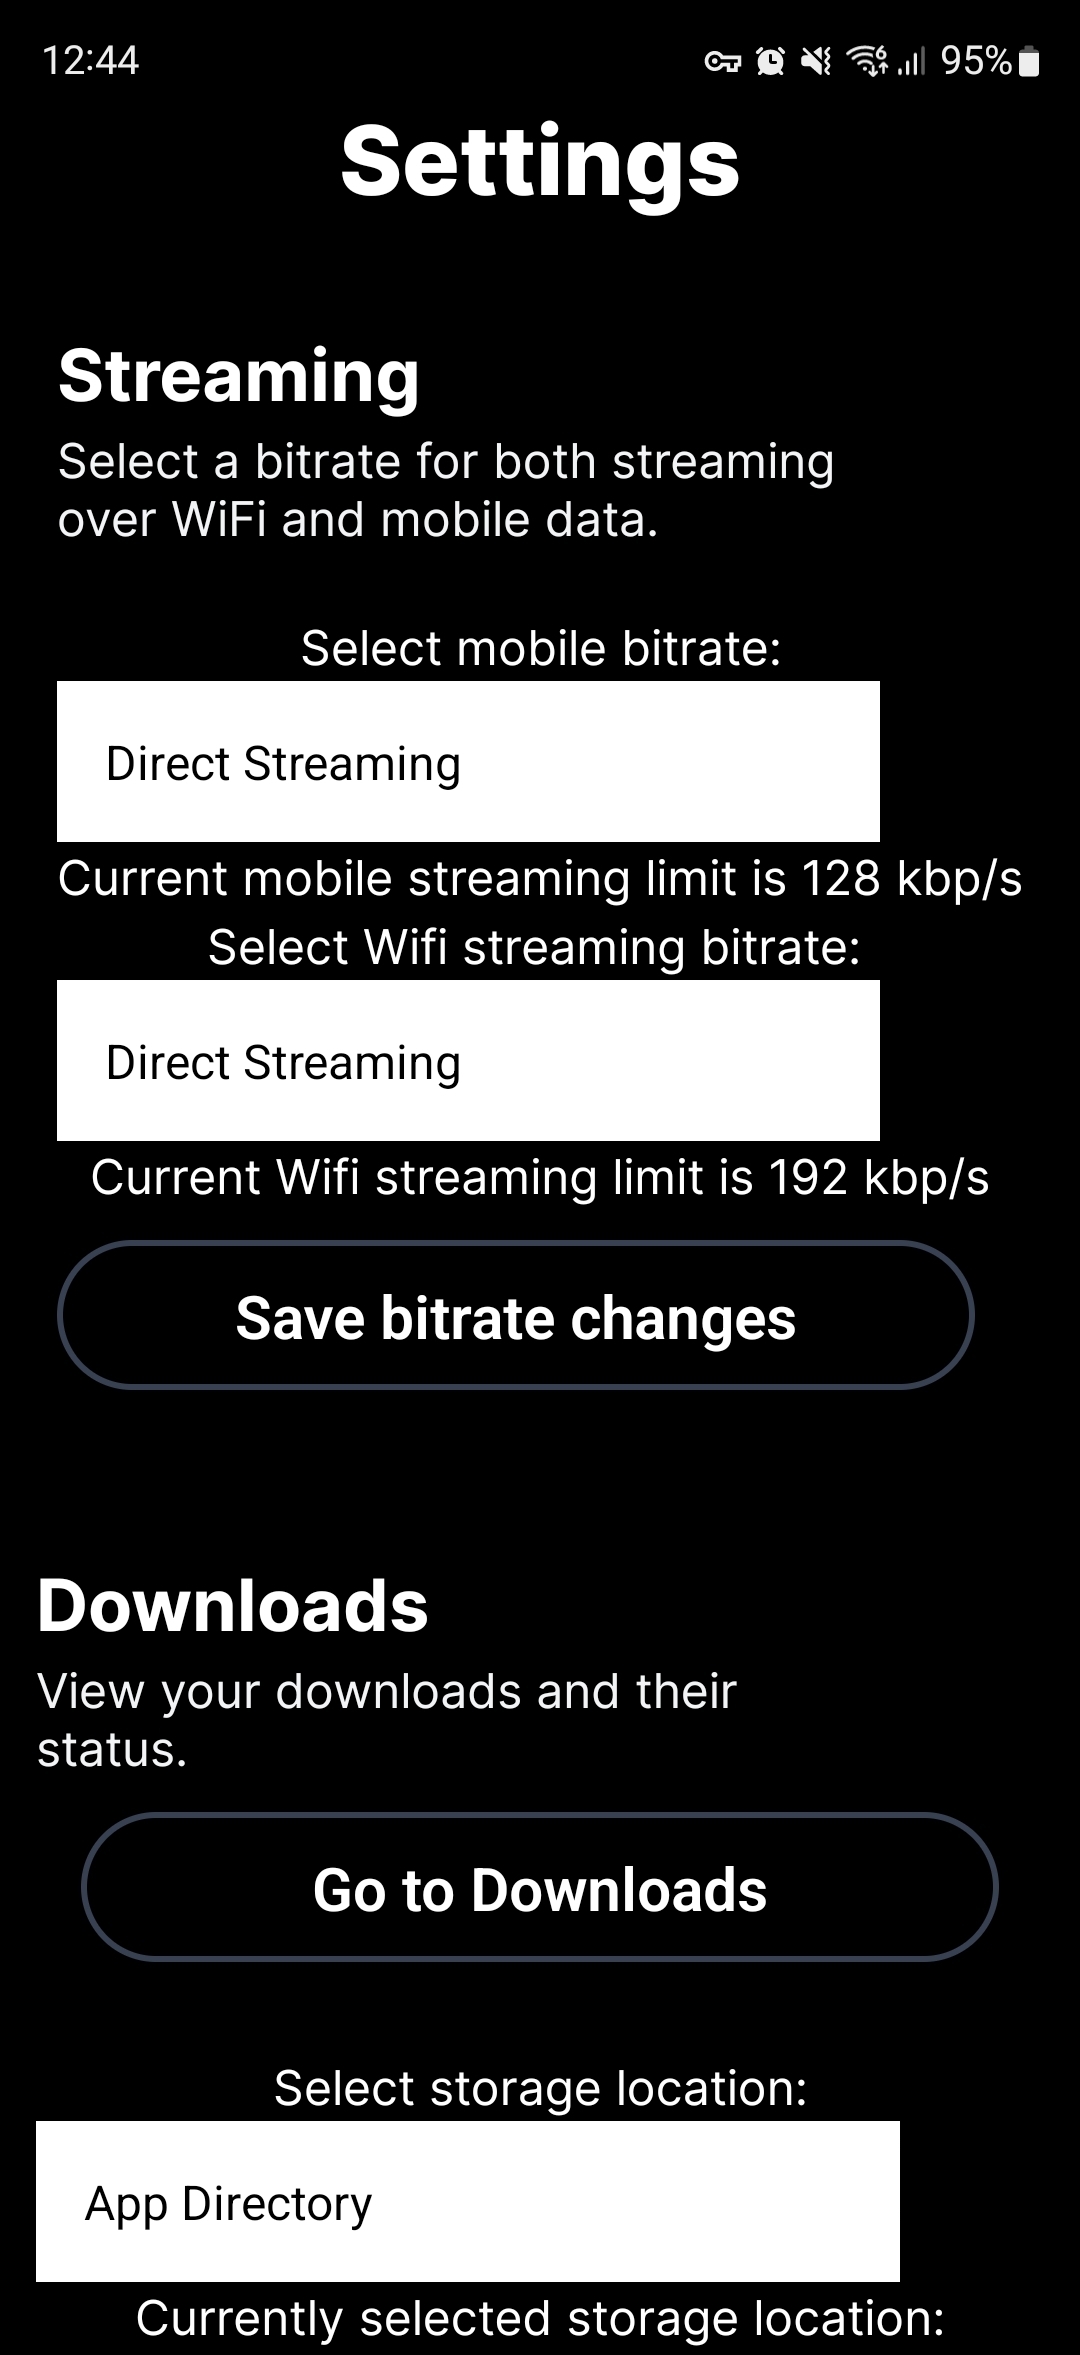 12:44
6
95%
Settings
Streaming
Select a bitrate for both streaming
over WiFi and mobile data.
Select mobile bitrate:
Direct Streaming
Current mobile streaming limit is 128 kbp/s
Select Wifi streaming bitrate:
Direct Streaming
Current Wifi streaming limit is 192 kbp/s
Save bitrate changes
Downloads
View your downloads and their
status.
Go to Downloads
Select storage location:
App Directory
Currently selected storage location: